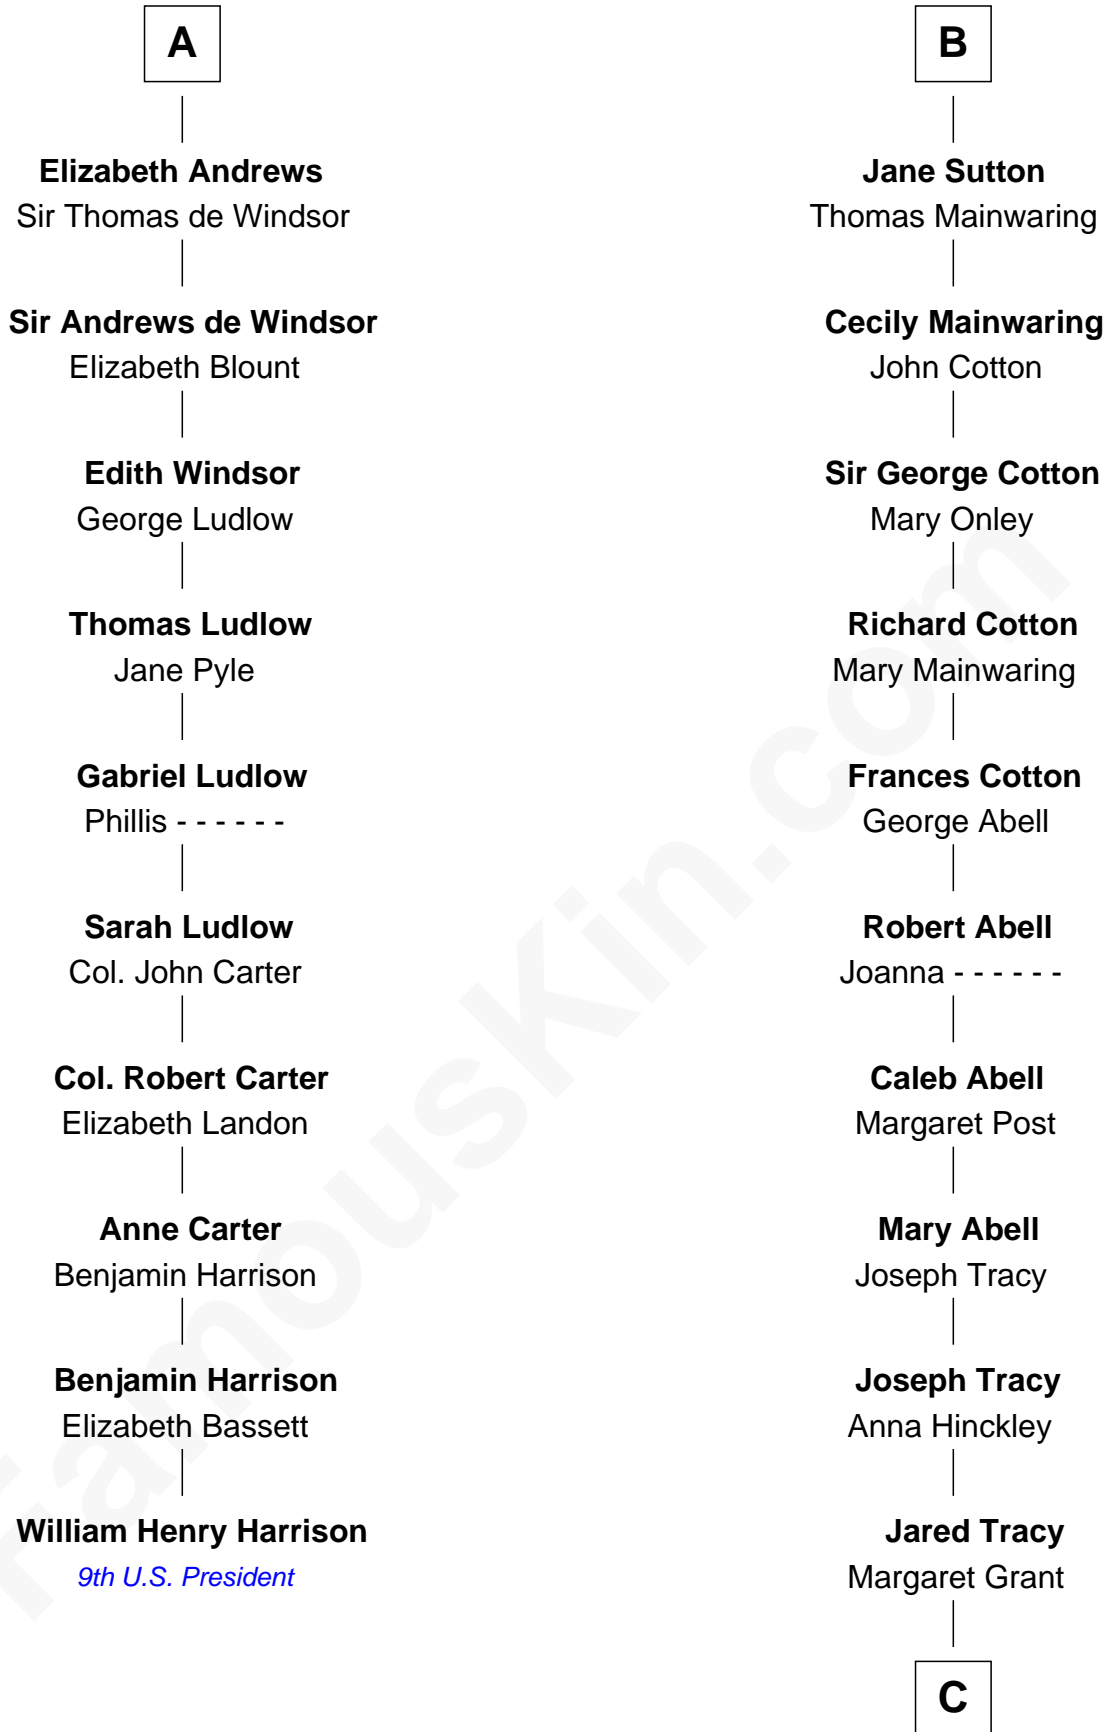 A
Elizabeth Andrews
Sir Thomas de Windsor
Sir Andrews de Windsor
Elizabeth Blount
Edith Windsor
George Ludlow
Thomas Ludlow
Jane Pyle
Gabriel Ludlow
Phillis - - - - - -
Sarah Ludlow
Col. John Carter
Col. Robert Carter
Elizabeth Landon
Anne Carter
Benjamin Harrison
Benjamin Harrison
Elizabeth Bassett
William Henry Harrison
9th U.S. President
B
Jane Sutton
Thomas Mainwaring
Cecily Mainwaring
John Cotton
Sir George Cotton
Mary Onley
Richard Cotton
Mary Mainwaring
Frances Cotton
George Abell
Robert Abell
Joanna - - - - - -
Caleb Abell
Margaret Post
Mary Abell
Joseph Tracy
Joseph Tracy
Anna Hinckley
Jared Tracy
Margaret Grant
C
FamousKin.com